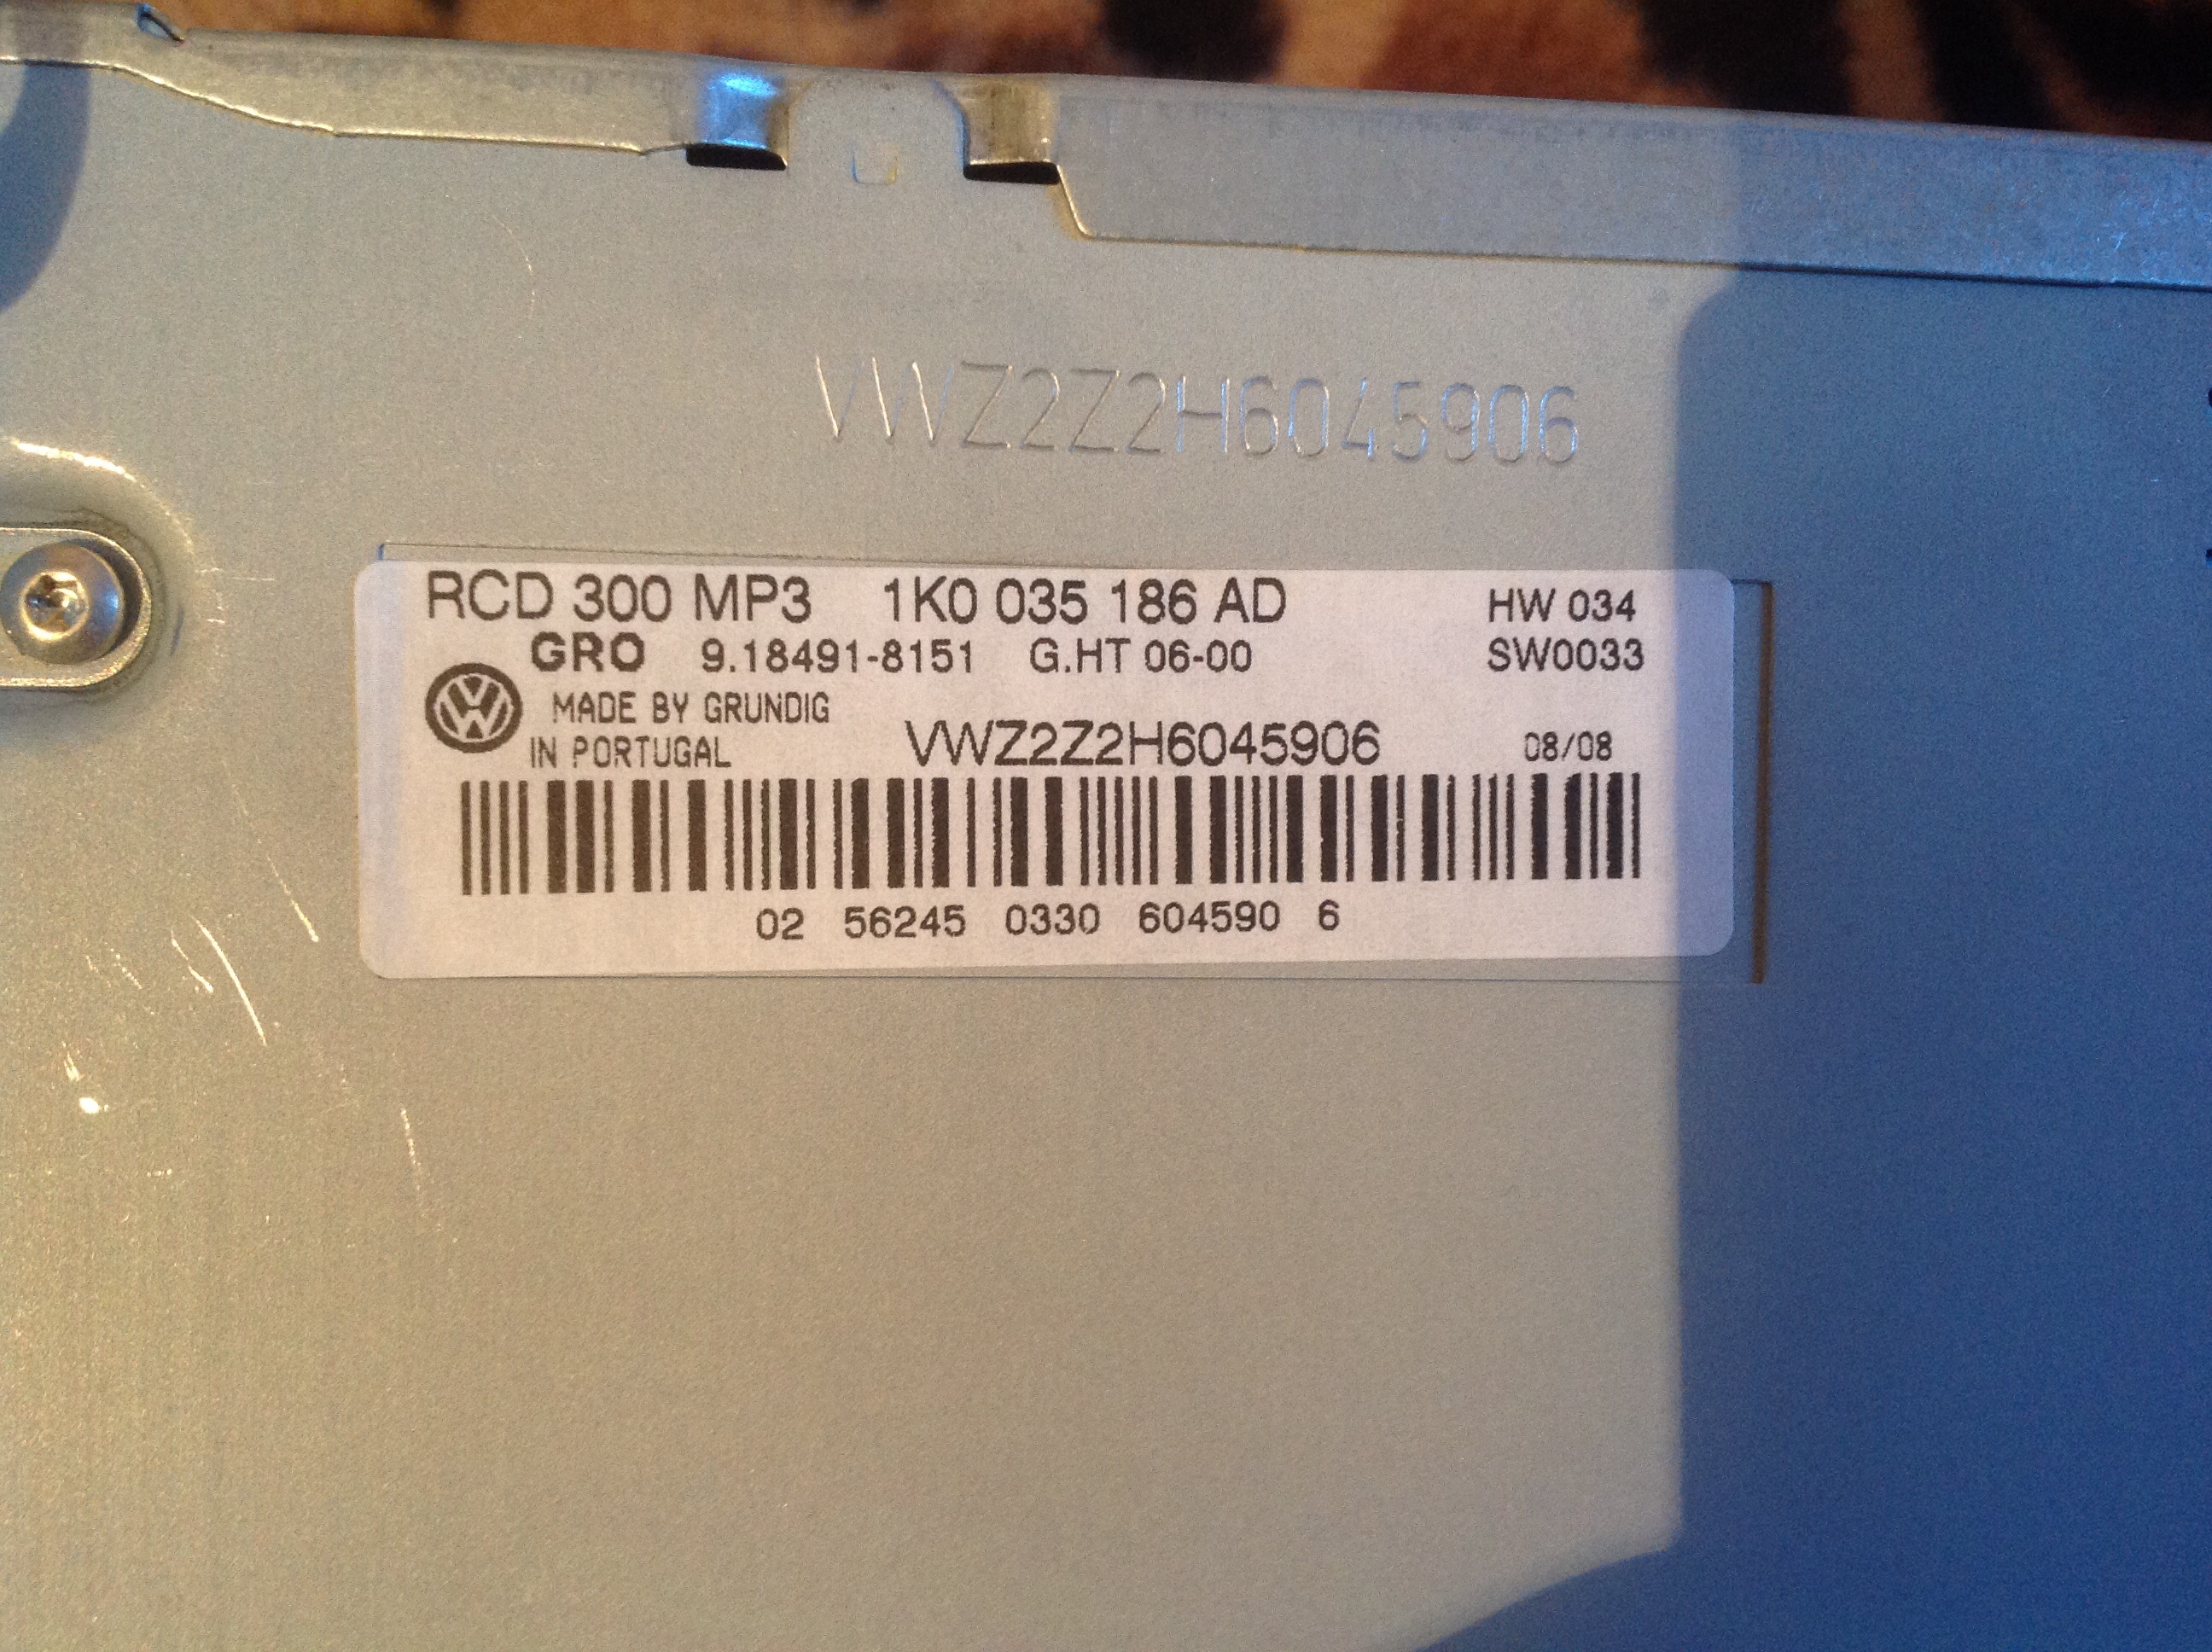 VWZ2Z2H6045906
RCD 300 MP3 1K0 035 186 AD HW 034
GRO 9.18491-8151 G.HT 06-00 SW0033
MADE BY GRUNDIG
IN PORTUGAL VWZ2Z2H6045906 08/08
02 56245 0330 604590 6